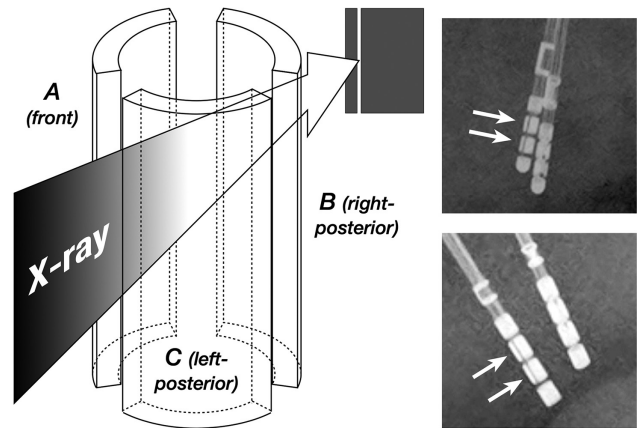 A
(front)
X-ray
B (right-
posterior)
C (left-
posterior)